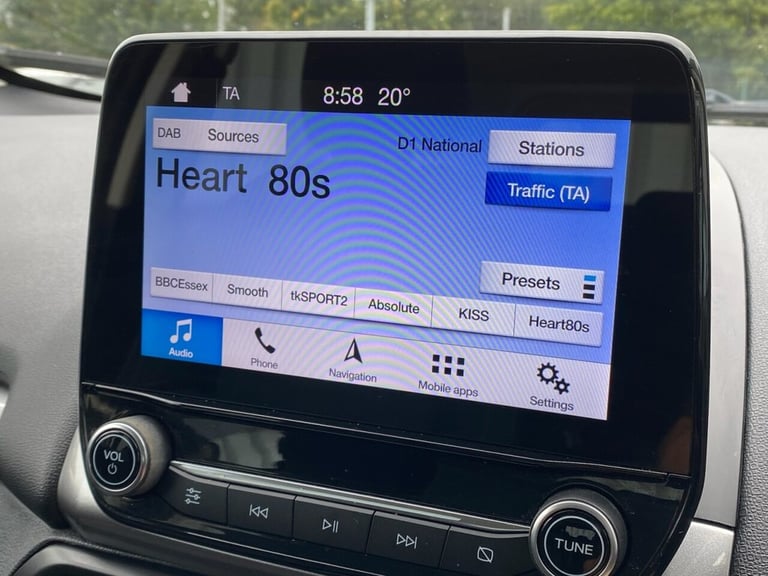 TA 8:58 20°
DAB Sources
D1 National
Stations
Heart 80s
Traffic (TA)
Presets
BBCEssex
Smooth
tkSPORT2
Absolute
KISS
Heart80s
Audio
Phone
Navigation
Mobile apps
Settings
VOL
TUNE